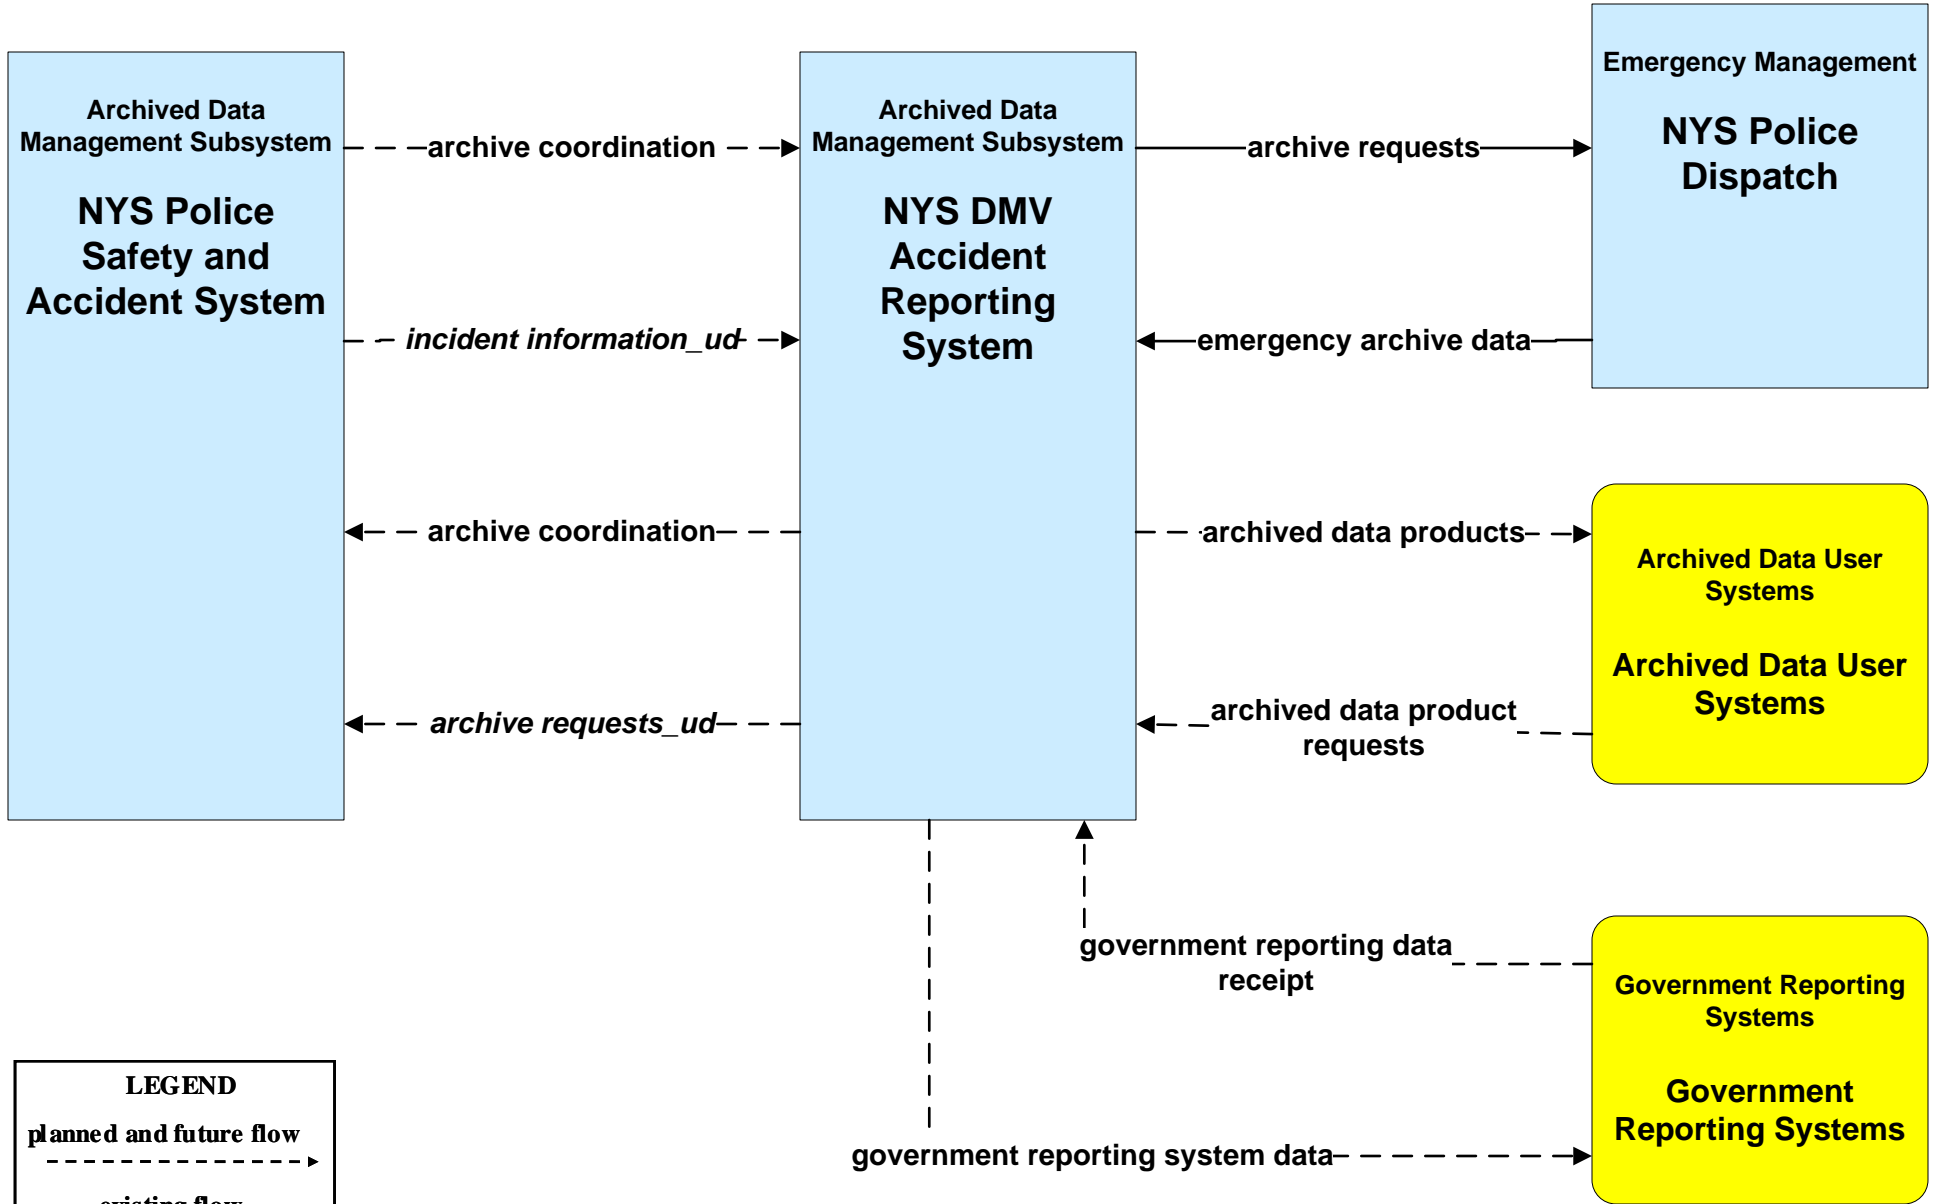 Archived Data
Management Subsystem
NYS Police
Safety and
Accident System
archive coordination
incident information_ud
archive coordination
archive requests_ud
Archived Data
Management Subsystem
NYS DMV
Accident
Reporting
System
archive requests
emergency archive data
archived data products
archived data product
requests
government reporting data
receipt
government reporting system data
Emergency Management
NYS Police
Dispatch
Archived Data User
Systems
Archived Data User
Systems
Government Reporting
Systems
Government
Reporting Systems
LEGEND
planned and future flow
existing flow